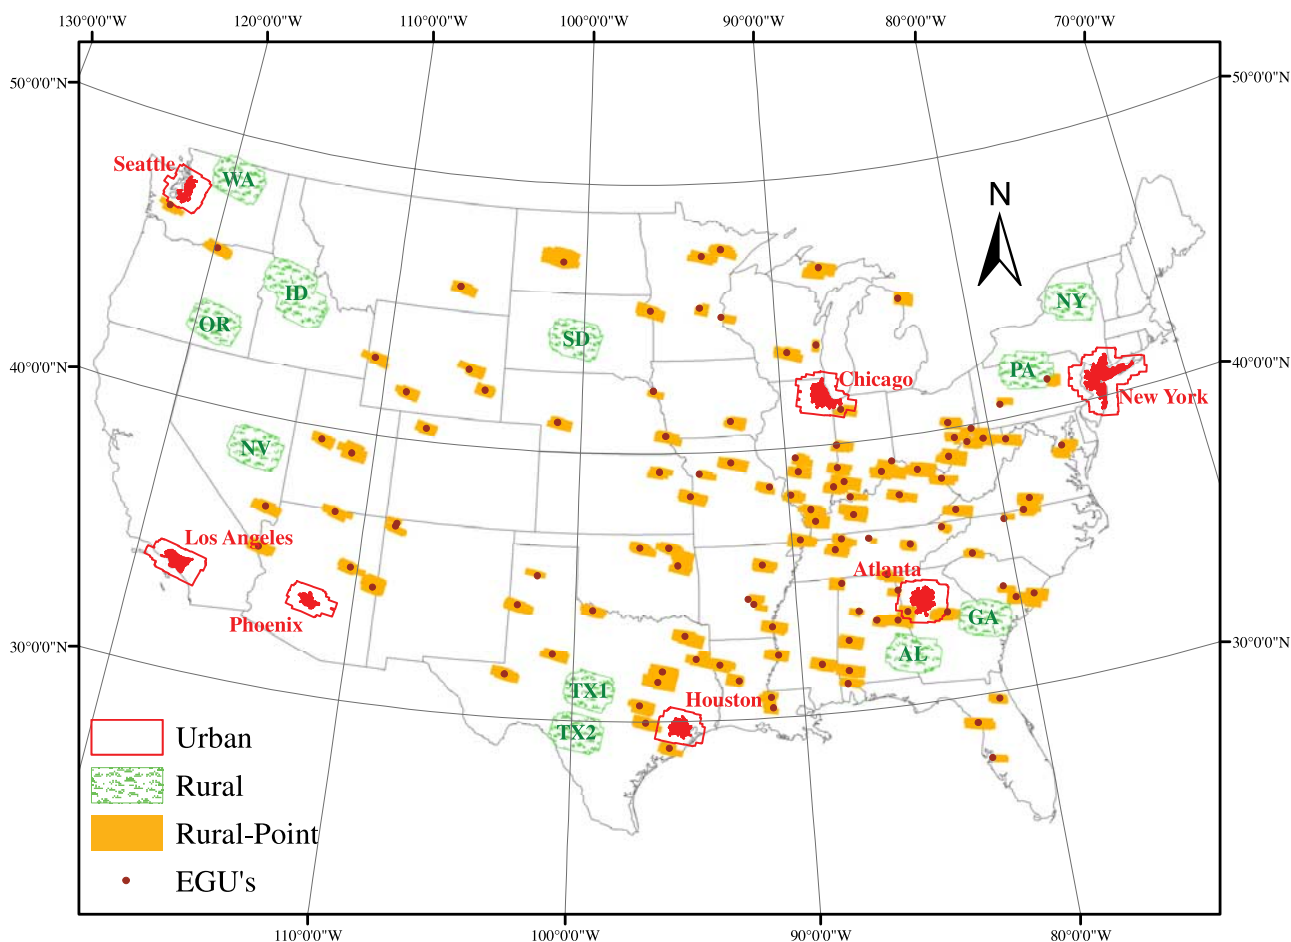 130°0'0"W 120°0'0"W 110°0'0"W 100°0'0"W 90°0'0"W 80°0'0"W 70°0'0"W
50°0'0"N 50°0'0"N
Seattle
WA
N
ID
NY
OR
SD
40°0'0"N 40°0'0"N
PA
Chicago
New York
NV
Los Angeles
Atlanta
Phoenix
GA
30°0'0"N 30°0'0"N
AL
TX1
Houston
TX2
Urban
Rural
Rural-Point
EGU's
110°0'0"W 100°0'0"W 90°0'0"W 80°0'0"W